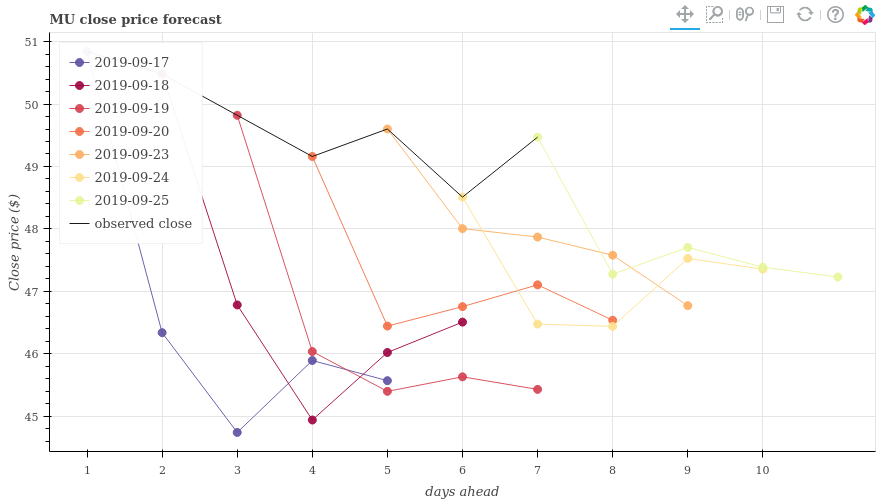 MU close price forecast
51
50
49
48
47
46
45
Close price ($)
2019-09-17
2019-09-18
2019-09-19
2019-09-20
2019-09-23
2019-09-24
2019-09-25
observed close
1 2 3 4 5 6 7 8 9 10
days ahead